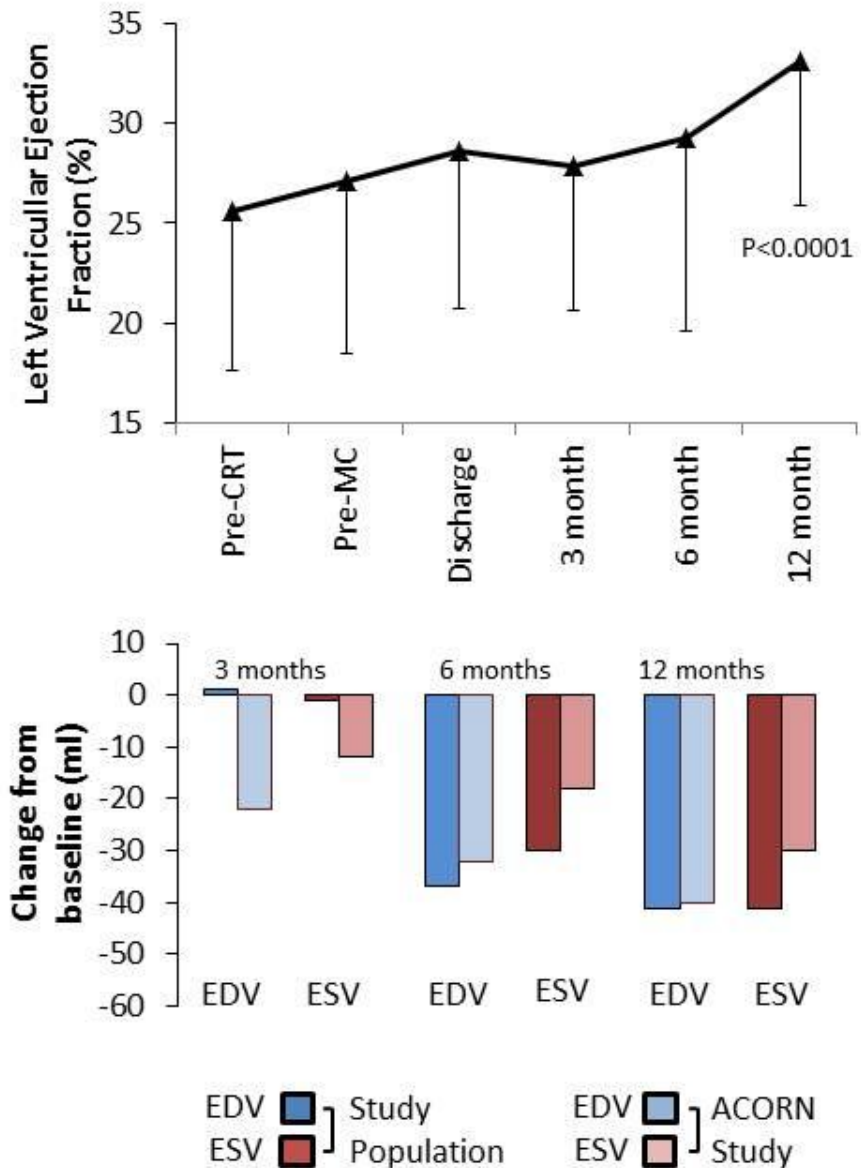 Left Ventricullar Ejection
Fraction (%)
35
30
25
20
15
P<0.0001
Pre-CRT
Pre-MC
Discharge
3 month
6 month
12 month
Change from
baseline (ml)
10
0
-10
-20
-30
-40
-50
-60
3 months
6 months
12 months
EDV
ESV
EDV
ESV
EDV
ESV
EDV Study
ESV Population
EDV ACORN
ESV Study